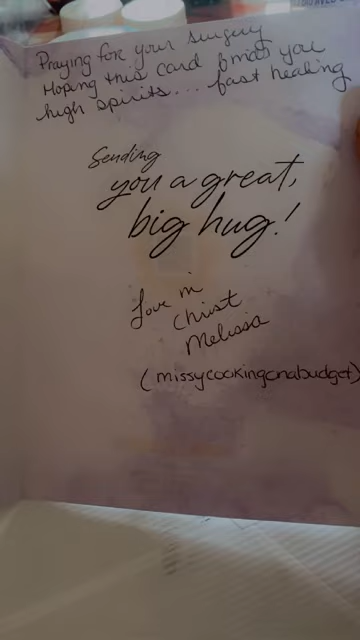 Praying for your surgery
Hoping this card finds you
high spirits... fast healing
Sending
you a great,
big hug!
Love in
Christ
Melissa
(missycookingonabudget)